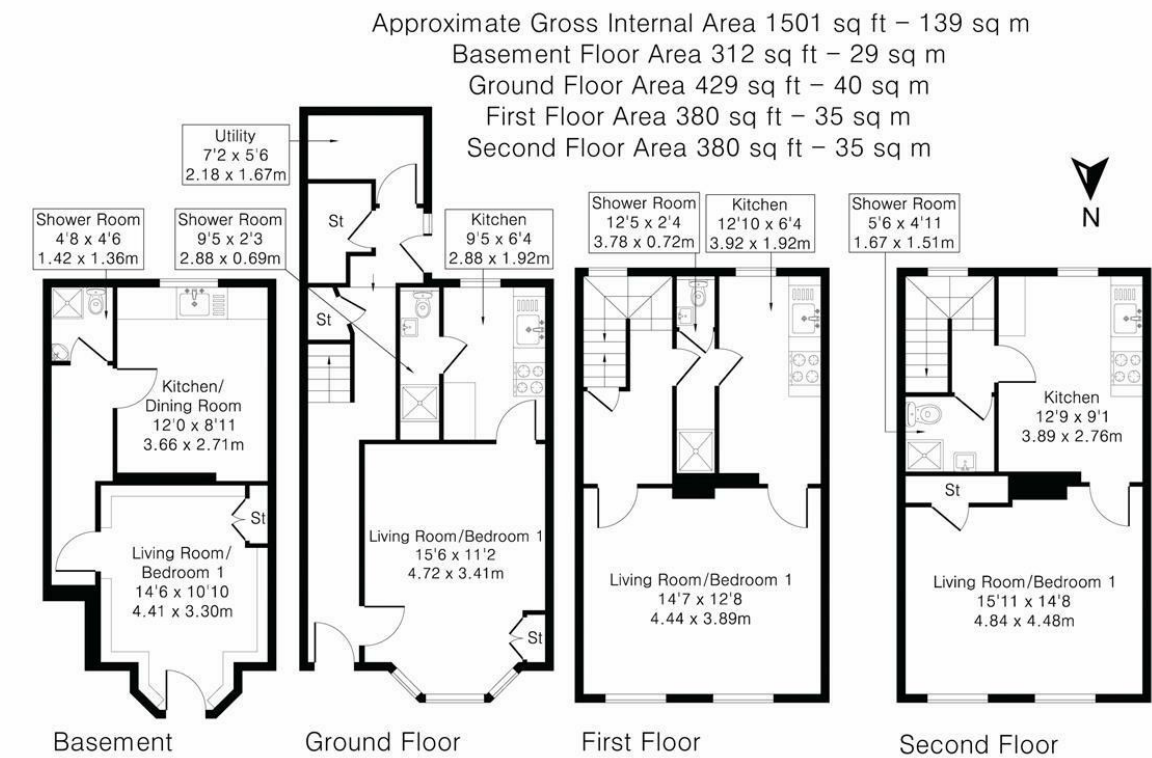 Approximate Gross Internal Area 1501 sq ft – 139 sq m
Basement Floor Area 312 sq ft – 29 sq m
Ground Floor Area 429 sq ft – 40 sq m
First Floor Area 380 sq ft – 35 sq m
Second Floor Area 380 sq ft – 35 sq m
N
Shower Room
4'8 x 4'6
1.42 x 1.36m
Kitchen/
Dining Room
12'0 x 8'11
3.66 x 2.71m
St
Living Room/
Bedroom 1
14'6 x 10'10
4.41 x 3.30m
Basement
Utility
7'2 x 5'6
2.18 x 1.67m
Shower Room
9'5 x 2'3
2.88 x 0.69m
Kitchen
9'5 x 6'4
2.88 x 1.92m
St
St
Living Room/Bedroom 1
15'6 x 11'2
4.72 x 3.41m
St
Ground Floor
Shower Room
12'5 x 2'4
3.78 x 0.72m
Kitchen
12'10 x 6'4
3.92 x 1.92m
Living Room/Bedroom 1
14'7 x 12'8
4.44 x 3.89m
First Floor
Shower Room
5'6 x 4'11
1.67 x 1.51m
Kitchen
12'9 x 9'1
3.89 x 2.76m
St
Living Room/Bedroom 1
15'11 x 14'8
4.84 x 4.48m
Second Floor